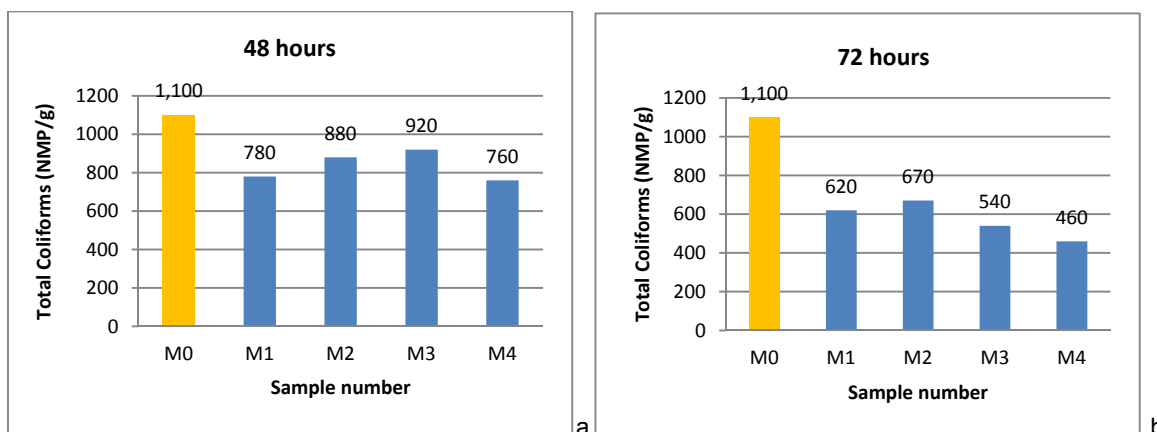 48 hours
Total Coliforms (NMP/g)
1200
1000
800
600
400
200
0
1,100
780
880
920
760
M0 M1 M2 M3 M4
Sample number
a
72 hours
Total Coliforms (NMP/g)
1200
1000
800
600
400
200
0
1,100
620
670
540
460
M0 M1 M2 M3 M4
Sample number